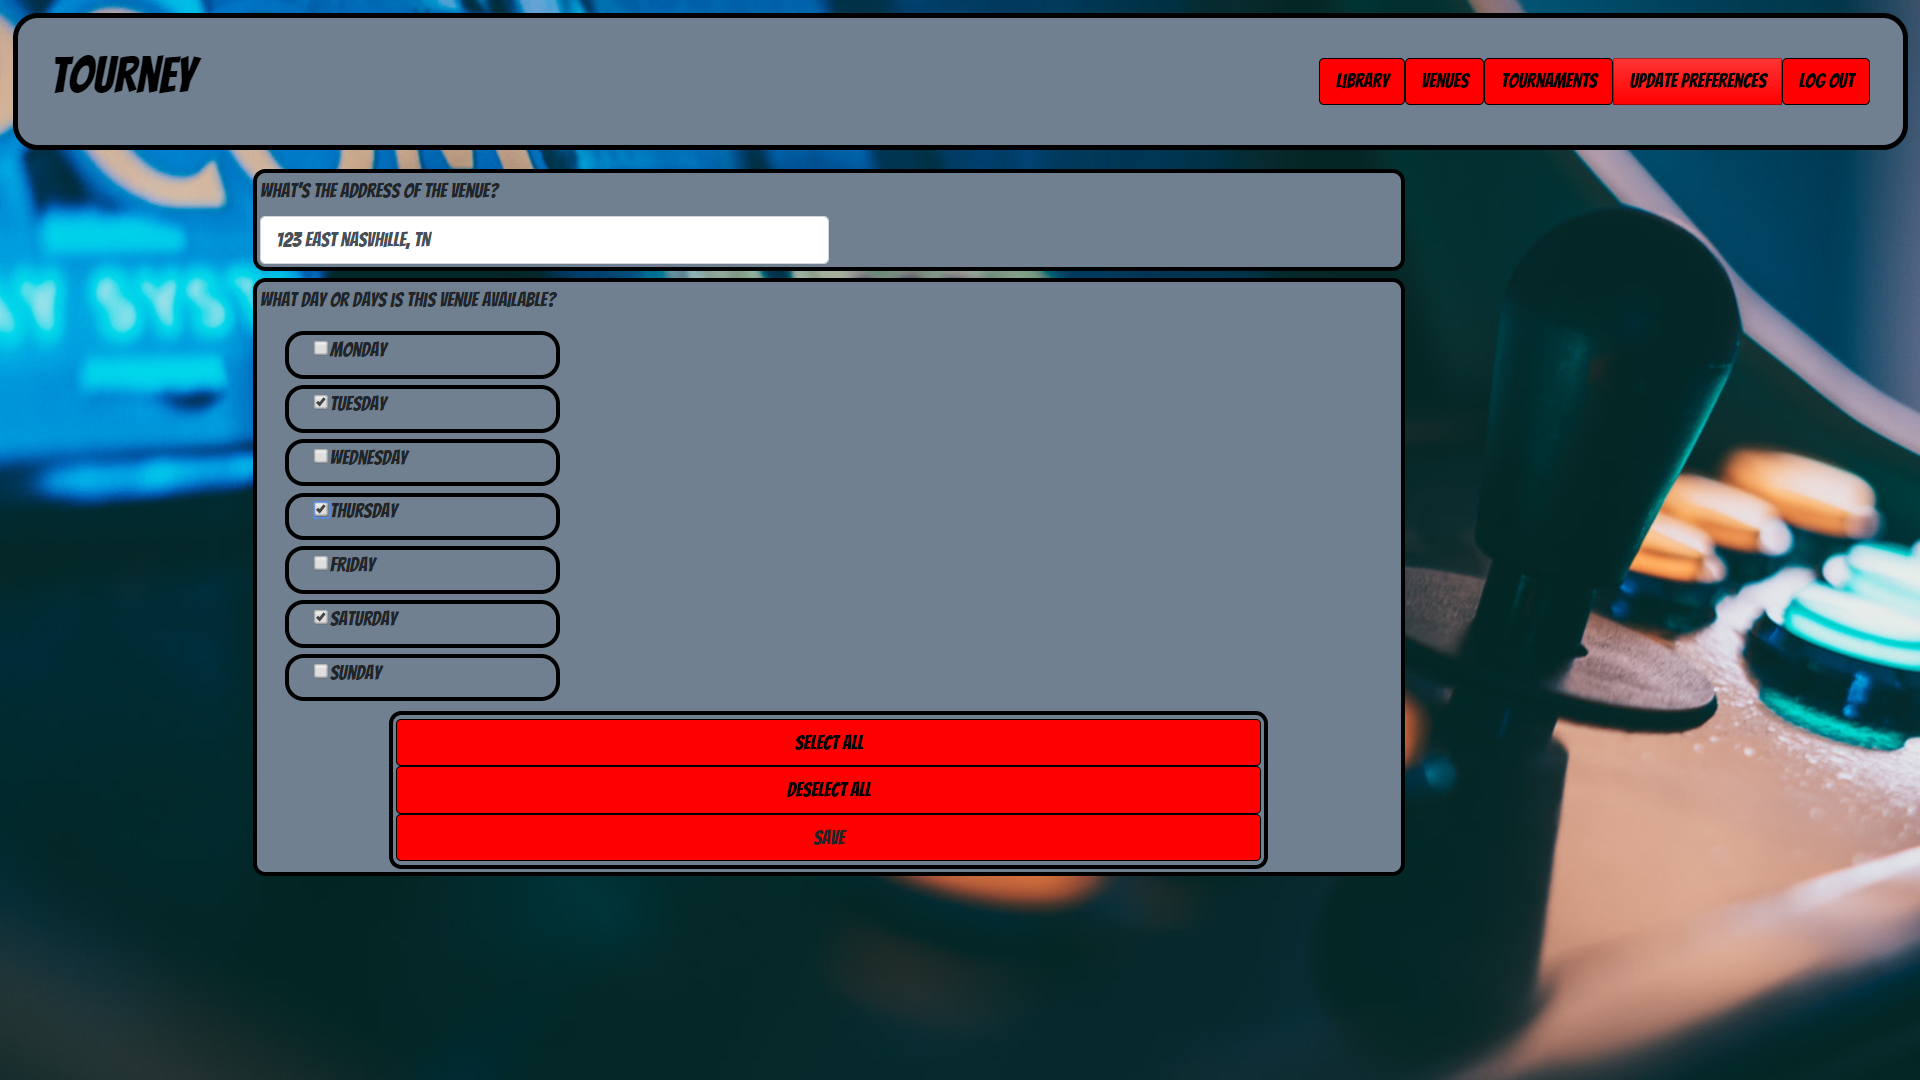 TOURNEY
LIBRARY VENUES TOURNAMENTS UPDATE PREFERENCES LOG OUT
WHAT'S THE ADDRESS OF THE VENUE?
123 EAST NASVHILLE, TN
WHAT DAY OR DAYS IS THIS VENUE AVAILABLE?
MONDAY
TUESDAY
WEDNESDAY
THURSDAY
FRIDAY
SATURDAY
SUNDAY
SELECT ALL
DESELECT ALL
SAVE